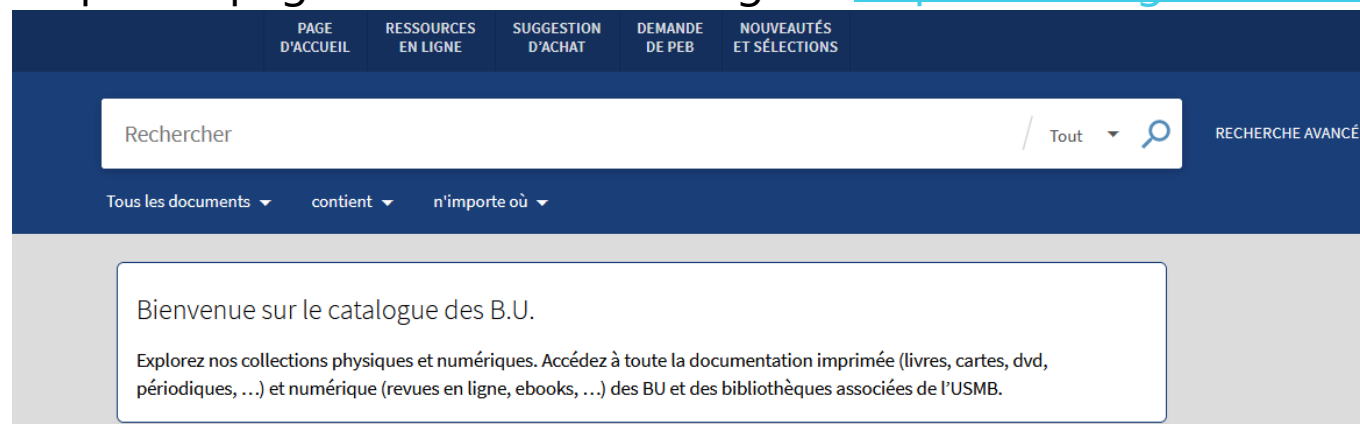 PAGE D'ACCUEIL
RESSOURCES EN LIGNE
SUGGESTION D'ACHAT
DEMANDE DE PEB
NOUVEAUTÉS ET SÉLECTIONS
Rechercher / Tout
RECHERCHE AVANCÉ
Tous les documents contient n'importe où
Bienvenue sur le catalogue des B.U.
Explorez nos collections physiques et numériques. Accédez à toute la documentation imprimée (livres, cartes, dvd,
périodiques, …) et numérique (revues en ligne, ebooks, …) des BU et des bibliothèques associées de l'USMB.